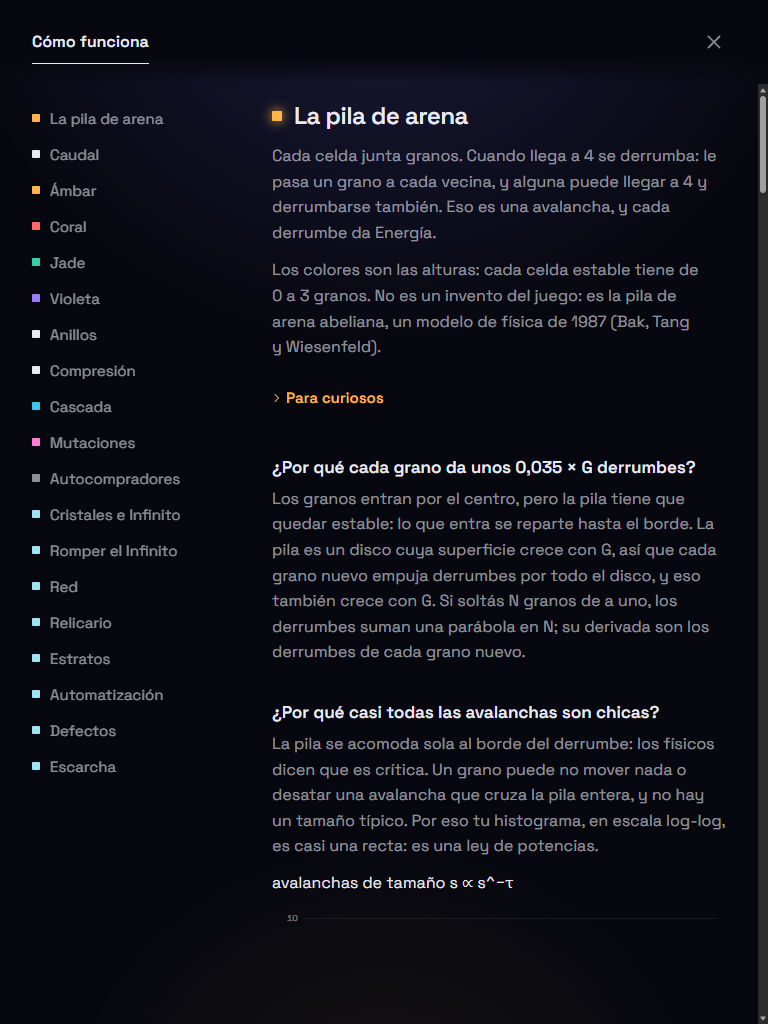 Cómo funciona
La pila de arena
Caudal
Ámbar
Coral
Jade
Violeta
Anillos
Compresión
Cascada
Mutaciones
Autocompradores
Cristales e Infinito
Romper el Infinito
Red
Relicario
Estratos
Automatización
Defectos
Escarcha
La pila de arena
Cada celda junta granos. Cuando llega a 4 se derrumba: le
pasa un grano a cada vecina, y alguna puede llegar a 4 y
derrumbarse también. Eso es una avalancha, y cada
derrumbe da Energía.
Los colores son las alturas: cada celda estable tiene de
0 a 3 granos. No es un invento del juego: es la pila de
arena abeliana, un modelo de física de 1987 (Bak, Tang
y Wiesenfeld).
> Para curiosos
¿Por qué cada grano da unos 0,035 × G derrumbes?
Los granos entran por el centro, pero la pila tiene que
quedar estable: lo que entra se reparte hasta el borde. La
pila es un disco cuya superficie crece con G, así que cada
grano nuevo empuja derrumbes por todo el disco, y eso
también crece con G. Si soltás N granos de a uno, los
derrumbes suman una parábola en N; su derivada son los
derrumbes de cada grano nuevo.
¿Por qué casi todas las avalanchas son chicas?
La pila se acomoda sola al borde del derrumbe: los físicos
dicen que es crítica. Un grano puede no mover nada o
desatar una avalancha que cruza la pila entera, y no hay
un tamaño típico. Por eso tu histograma, en escala log-log,
es casi una recta: es una ley de potencias.
avalanchas de tamaño s ∝ s^−τ
10